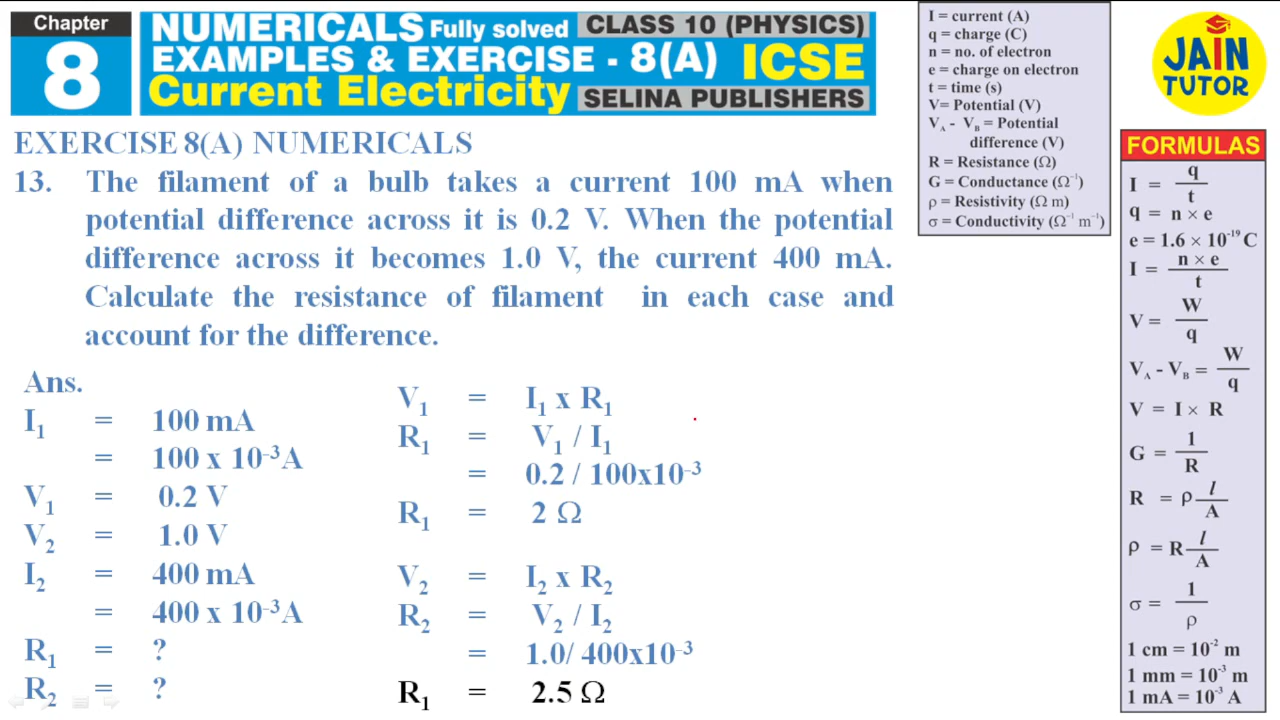 Chapter
8
NUMERICALS Fully solved
EXAMPLES & EXERCISE - 8(A)
Current Electricity
CLASS 10 (PHYSICS)
ICSE
SELINA PUBLISHERS
I = current (A)
q = charge (C)
n = no. of electron
e = charge on electron
t = time (s)
V= Potential (V)
V_A - V_B = Potential
difference (V)
R = Resistance (Ω)
G = Conductance (Ω⁻¹)
ρ = Resistivity (Ω m)
σ = Conductivity (Ω⁻¹ m⁻¹)
JAIN
TUTOR
EXERCISE 8(A) NUMERICALS
13. The filament of a bulb takes a current 100 mA when
potential difference across it is 0.2 V. When the potential
difference across it becomes 1.0 V, the current 400 mA.
Calculate the resistance of filament in each case and
account for the difference.
Ans.
I₁ = 100 mA
= 100 x 10⁻³A
V₁ = 0.2 V
V₂ = 1.0 V
I₂ = 400 mA
= 400 x 10⁻³A
R₁ = ?
R₂ = ?
V₁ = I₁ x R₁
R₁ = V₁ / I₁
= 0.2 / 100x10⁻³
R₁ = 2 Ω
V₂ = I₂ x R₂
R₂ = V₂ / I₂
= 1.0/ 400x10⁻³
R₁ = 2.5 Ω
FORMULAS
I = q/t
q = n × e
e = 1.6 × 10⁻¹⁹ C
I = n × e/t
V = W/q
V_A - V_B = W/q
V = I × R
G = 1/R
R = ρ l/A
ρ = R l/A
σ = 1/ρ
1 cm = 10⁻² m
1 mm = 10⁻³ m
1 mA = 10⁻³ A